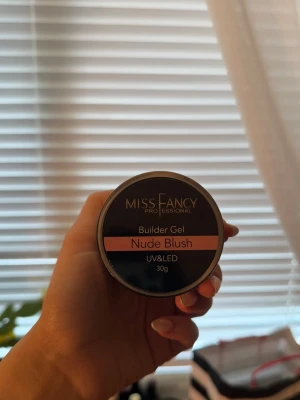 MISS FANCY
PROFESSIONAL
Builder Gel
Nude Blush
UV&LED
30g